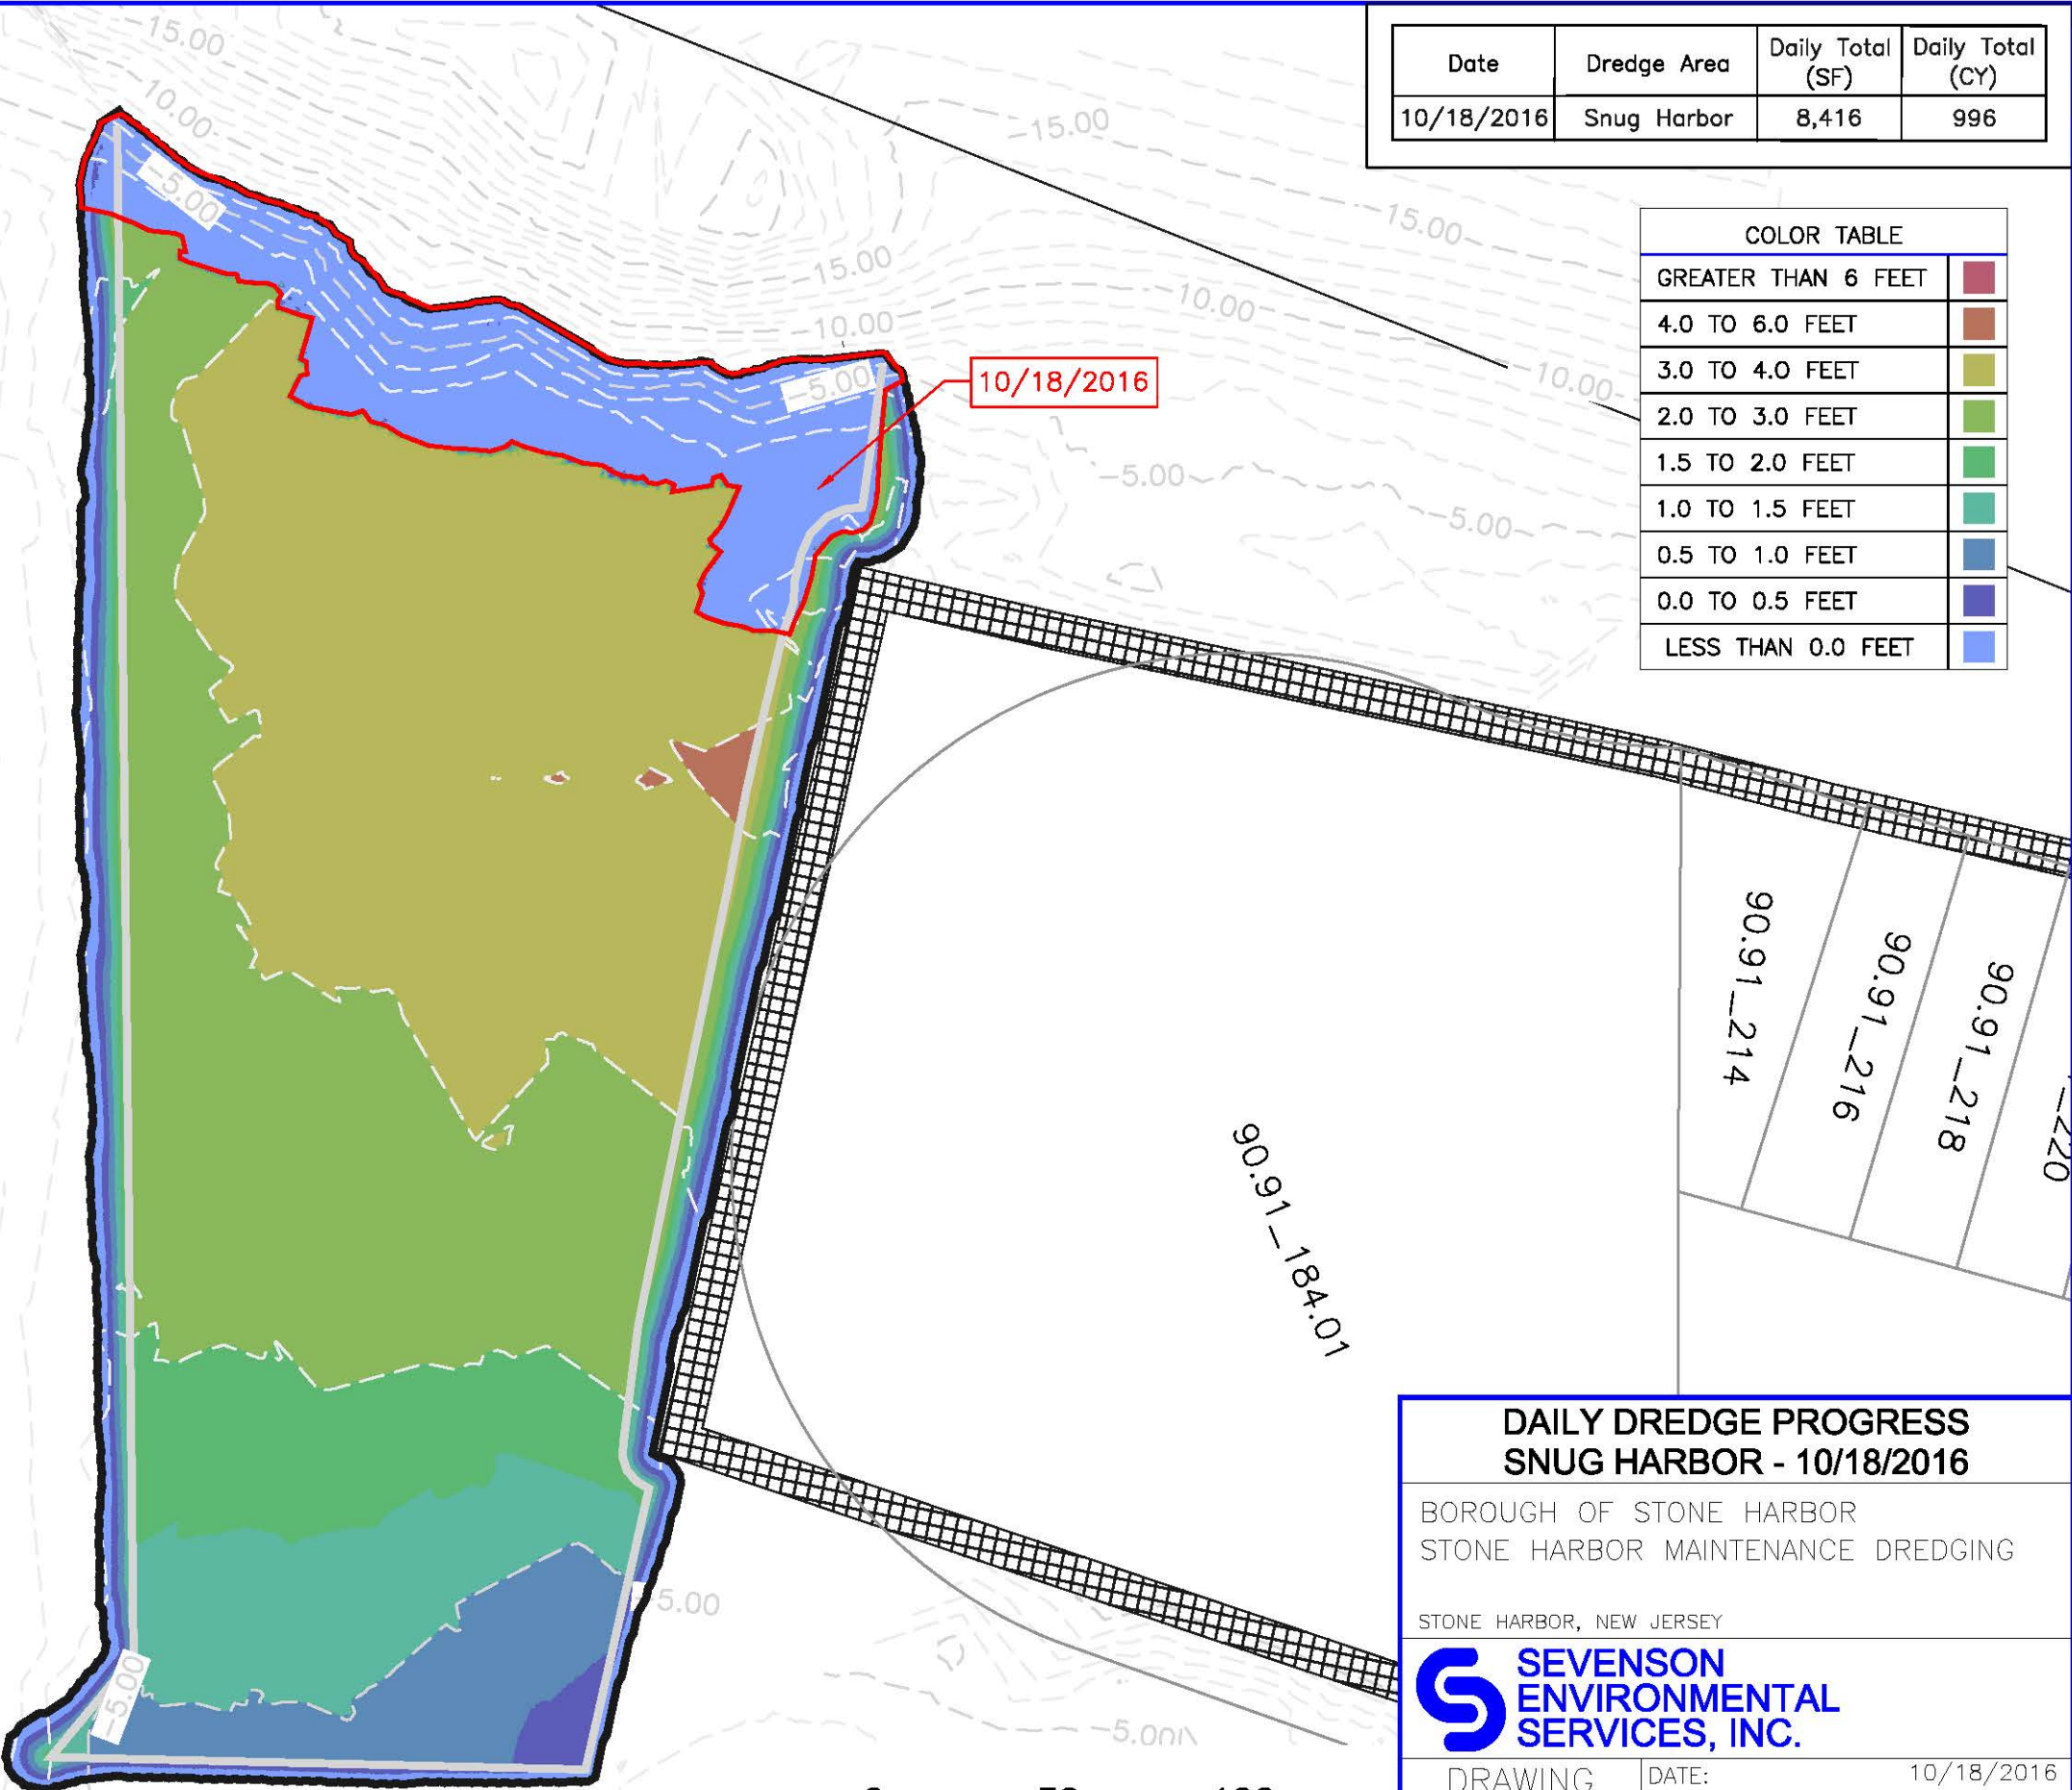 Date Dredge Area Daily Total (SF) Daily Total (CY)
10/18/2016 Snug Harbor 8,416 996
COLOR TABLE
GREATER THAN 6 FEET
4.0 TO 6.0 FEET
3.0 TO 4.0 FEET
2.0 TO 3.0 FEET
1.5 TO 2.0 FEET
1.0 TO 1.5 FEET
0.5 TO 1.0 FEET
0.0 TO 0.5 FEET
LESS THAN 0.0 FEET
-15.00
10.00
-5.00
-15.00
-15.00
-15.00
-10.00
-10.00
-10.00
-5.00
10/18/2016
-5.00
-5.00
90.91_214
90.91_216
90.91_218
_220
90.91_184.01
5.00
-5.00
DAILY DREDGE PROGRESS
SNUG HARBOR - 10/18/2016
BOROUGH OF STONE HARBOR
STONE HARBOR MAINTENANCE DREDGING
STONE HARBOR, NEW JERSEY
SEVENSON
ENVIRONMENTAL
SERVICES, INC.
DRAWING DATE: 10/18/2016